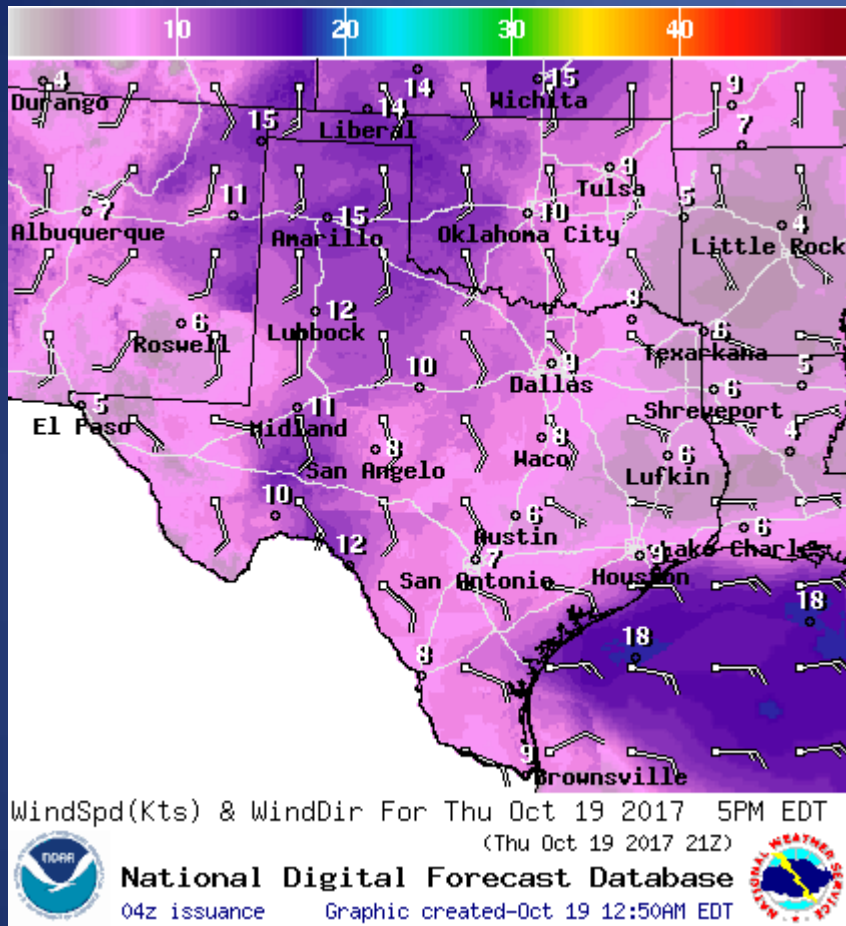 10 20 30 40
4 14 15 9
Durango Wichita
14
Liberal
15 7
9
Tulsa
7 11 15 10 5 4
Albuquerque Amarillo Oklahoma City Little Rock
6 12 8 6
Roswell Lubbock Texarkana
10 9 5
Dallas
5 11 6
El Paso Midland Shreveport
8 8 6 4
San Angelo Waco Lufkin
10 6 6
Austin Lake Charles
12 7 9
San Antonio Houston
18
18
8
9
Brownsville
WindSpd(Kts) & WindDir For Thu Oct 19 2017 5PM EDT
(Thu Oct 19 2017 21Z)
NOAA
NATIONAL WEATHER SERVICE
National Digital Forecast Database
04z issuance Graphic created-Oct 19 12:50AM EDT